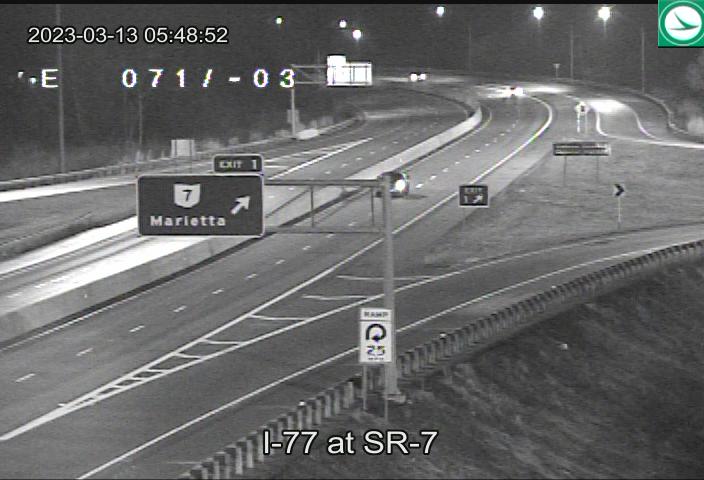 2023-03-13 05:48:52
E 071/-03
EXIT 1
7
Marietta
EXIT
1
RAMP
25
MPH
I-77 at SR-7